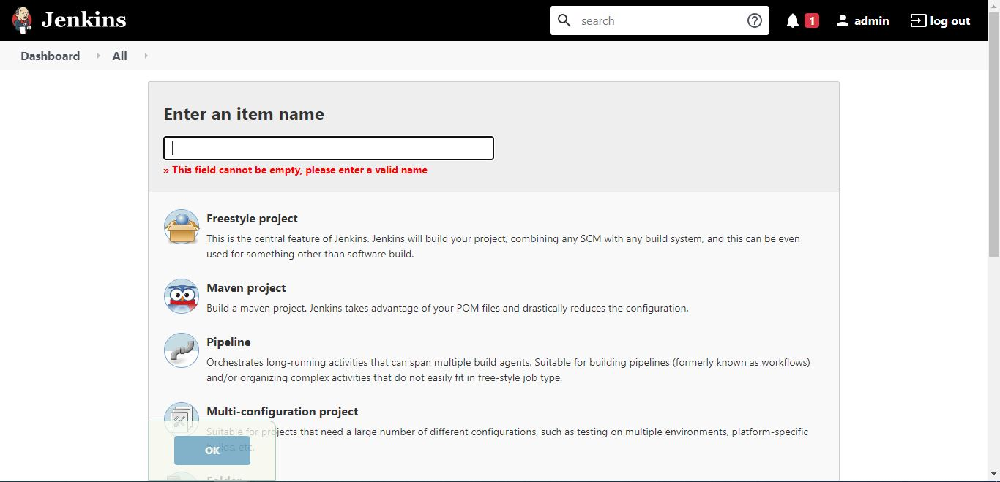 Jenkins
search
1
admin
log out
Dashboard
All
Enter an item name
» This field cannot be empty, please enter a valid name
Freestyle project
This is the central feature of Jenkins. Jenkins will build your project, combining any SCM with any build system, and this can be even
used for something other than software build.
Maven project
Build a maven project. Jenkins takes advantage of your POM files and drastically reduces the configuration.
Pipeline
Orchestrates long-running activities that can span multiple build agents. Suitable for building pipelines (formerly known as workflows)
and/or organizing complex activities that do not easily fit in free-style job type.
Multi-configuration project
Suitable for projects that need a large number of different configurations, such as testing on multiple environments, platform-specific
builds, etc.
OK
Folder